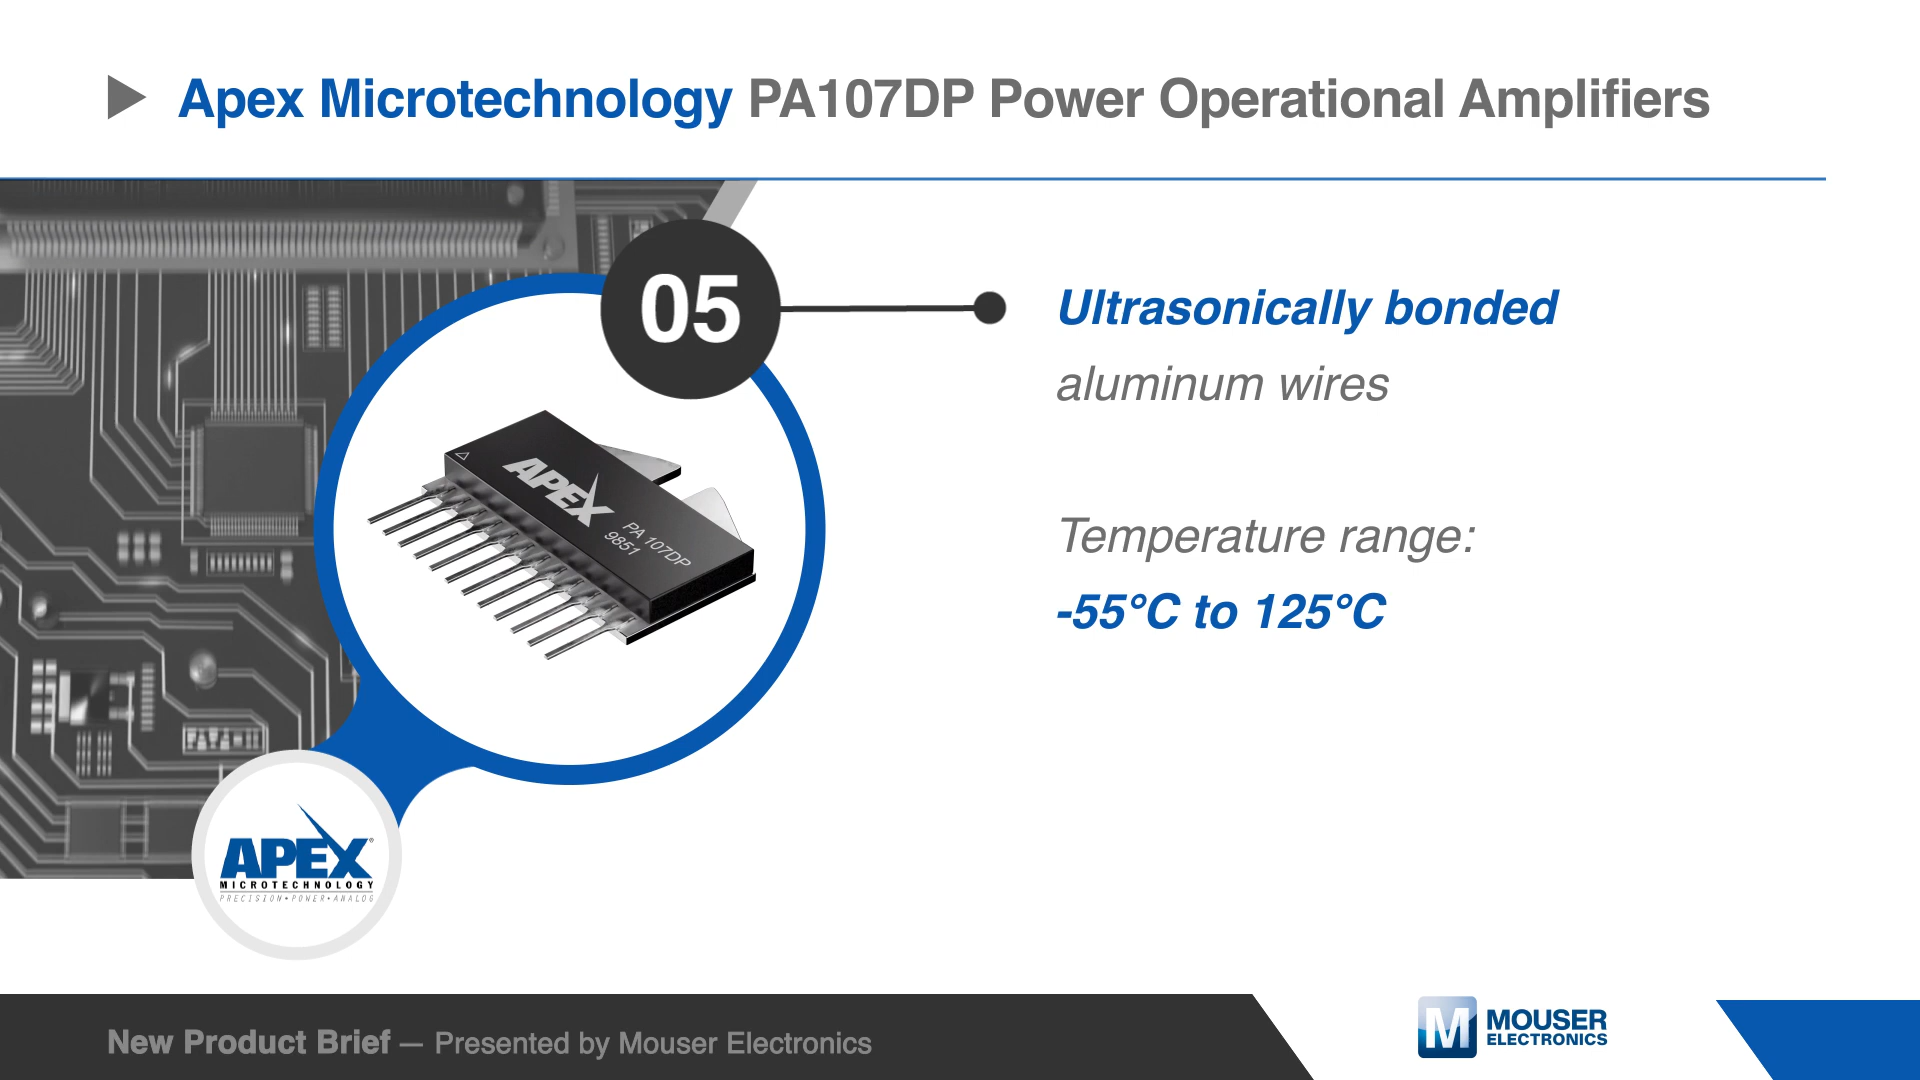 Apex Microtechnology PA107DP Power Operational Amplifiers
05
Ultrasonically bonded
aluminum wires
Temperature range:
-55°C to 125°C
APEX
PA 107DP
9851
APEX®
MICROTECHNOLOGY
PRECISION•POWER•ANALOG
New Product Brief — Presented by Mouser Electronics
M
MOUSER
ELECTRONICS